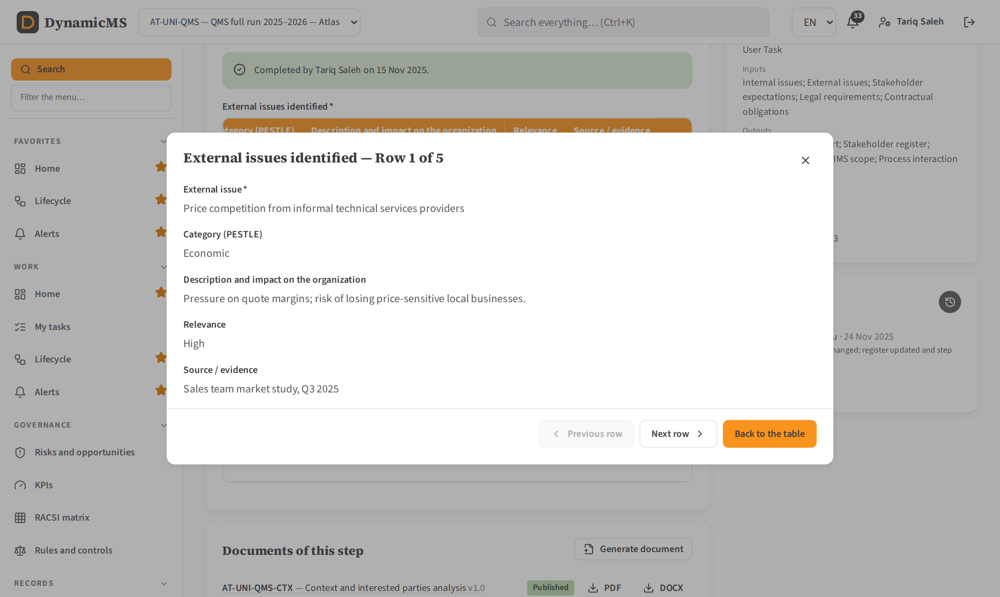 DynamicMS
AT-UNI-QMS — QMS full run 2025–2026 — Atlas
Search everything… (Ctrl+K)
EN
33
Tariq Saleh
Search
Filter the menu…
FAVORITES
Home
Lifecycle
Alerts
WORK
Home
My tasks
Lifecycle
Alerts
GOVERNANCE
Risks and opportunities
KPIs
RACSI matrix
Rules and controls
RECORDS
Completed by Tariq Saleh on 15 Nov 2025.
External issues identified *
tegory (PESTLE) Description and impact on the organization Relevance Source / evidence
External issues identified — Row 1 of 5
External issue *
Price competition from informal technical services providers
Category (PESTLE)
Economic
Description and impact on the organization
Pressure on quote margins; risk of losing price-sensitive local businesses.
Relevance
High
Source / evidence
Sales team market study, Q3 2025
Previous row
Next row
Back to the table
Documents of this step
Generate document
AT-UNI-QMS-CTX — Context and interested parties analysis v1.0
Published
PDF
DOCX
User Task
Inputs
Internal issues; External issues; Stakeholder
expectations; Legal requirements; Contractual
obligations
Outputs
rt; Stakeholder register;
IMS scope; Process interaction
3
u · 24 Nov 2025
hanged; register updated and step